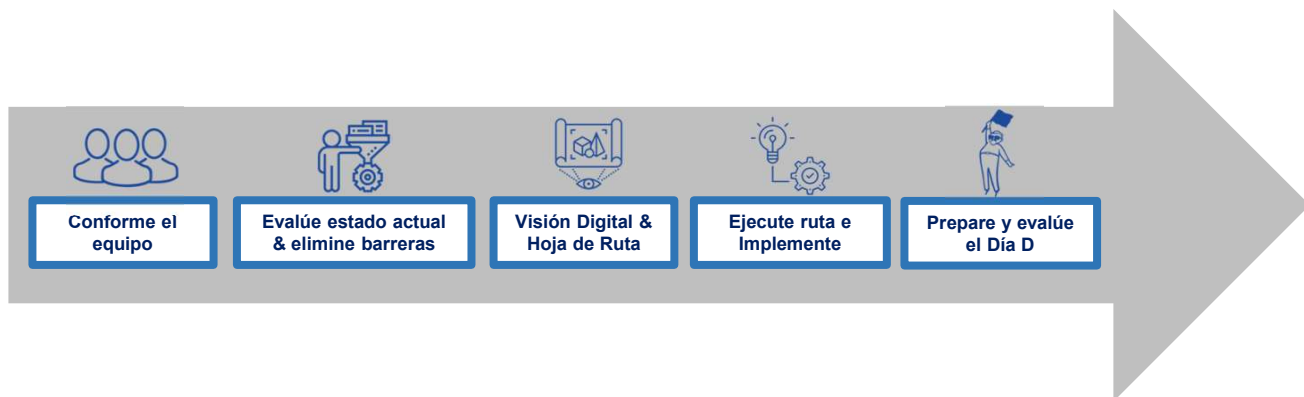 Conforme el
equipo
Evalúe estado actual
& elimine barreras
Visión Digital &
Hoja de Ruta
Ejecute ruta e
Implemente
Prepare y evalúe
el Día D